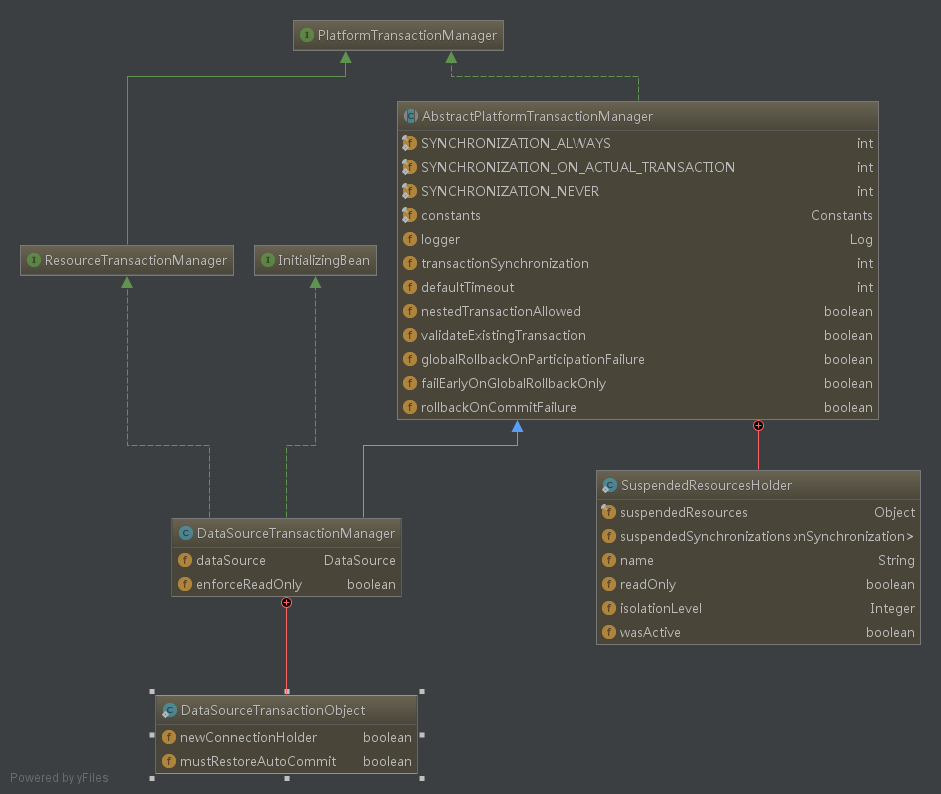 PlatformTransactionManager
AbstractPlatformTransactionManager
SYNCHRONIZATION_ALWAYS int
SYNCHRONIZATION_ON_ACTUAL_TRANSACTION int
SYNCHRONIZATION_NEVER int
constants Constants
logger Log
transactionSynchronization int
defaultTimeout int
nestedTransactionAllowed boolean
validateExistingTransaction boolean
globalRollbackOnParticipationFailure boolean
failEarlyOnGlobalRollbackOnly boolean
rollbackOnCommitFailure boolean
ResourceTransactionManager
InitializingBean
SuspendedResourcesHolder
suspendedResources Object
suspendedSynchronizations onSynchronization>
name String
readOnly boolean
isolationLevel Integer
wasActive boolean
DataSourceTransactionManager
dataSource DataSource
enforceReadOnly boolean
DataSourceTransactionObject
newConnectionHolder boolean
mustRestoreAutoCommit boolean
Powered by yFiles